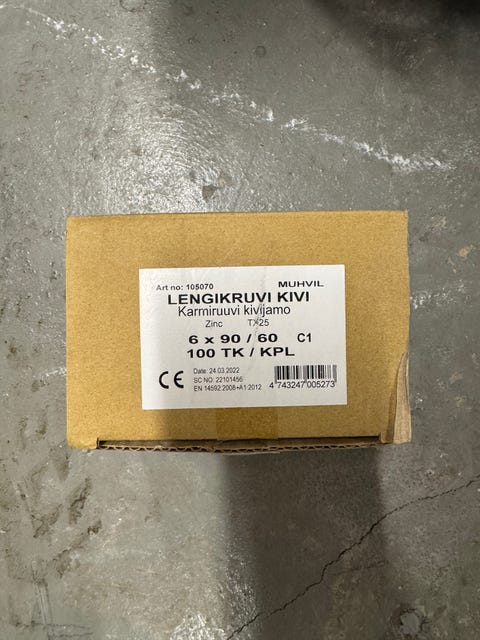 Art no: 105070 MUHVIL
LENGIKRUVI KIVI
Karmiruuvi kivijamo
Zinc TX25
6 x 90 / 60 C1
100 TK / KPL
CE
Date: 24.03.2022
SC NO: 22101456
EN 14592:2008+A1:2012
4 743247 005273